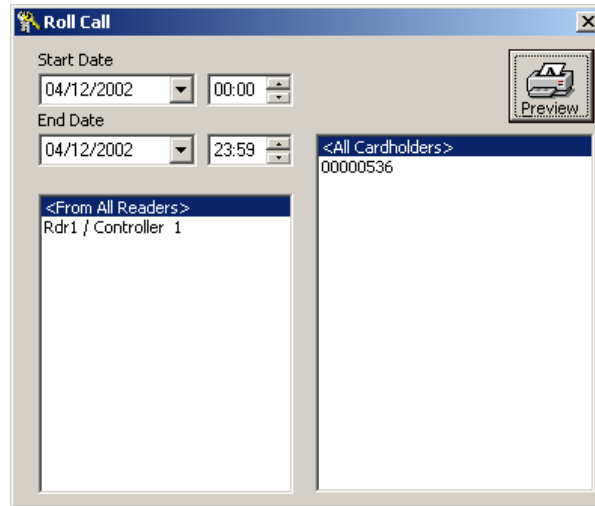 Roll Call
Start Date
04/12/2002 00:00
End Date
04/12/2002 23:59
Preview
<From All Readers>
Rdr1 / Controller 1
<All Cardholders>
00000536